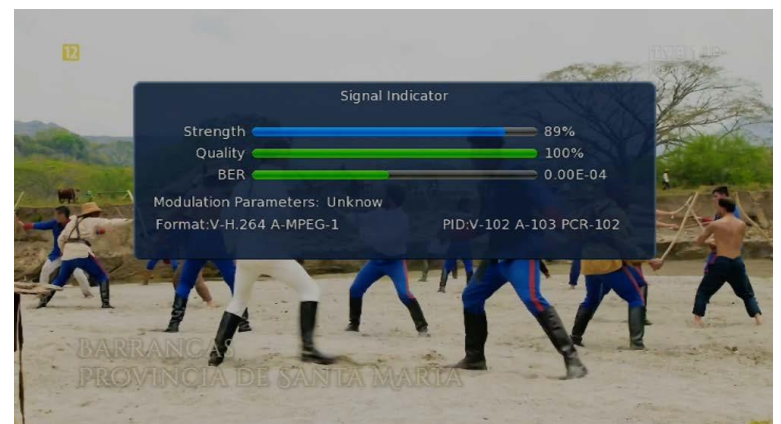 12
Signal Indicator
Strength 89%
Quality 100%
BER 0.00E-04
Modulation Parameters: Unknow
Format:V-H.264 A-MPEG-1 PID:V-102 A-103 PCR-102
BARRANCAS,
PROVINCIA DE SANTA MARTA